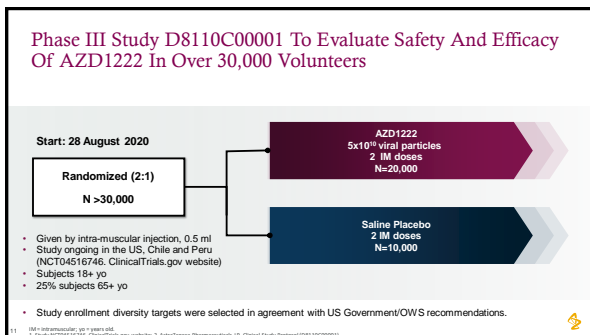 Phase III Study D8110C00001 To Evaluate Safety And Efficacy
Of AZD1222 In Over 30,000 Volunteers
Start: 28 August 2020
Randomized (2:1)
N >30,000
AZD1222
5x10¹⁰ viral particles
2 IM doses
N=20,000
Saline Placebo
2 IM doses
N=10,000
• Given by intra-muscular injection, 0.5 ml
• Study ongoing in the US, Chile and Peru
(NCT04516746. ClinicalTrials.gov website)
• Subjects 18+ yo
• 25% subjects 65+ yo
• Study enrollment diversity targets were selected in agreement with US Government/OWS recommendations.
11
IM = intramuscular; yo = years old.